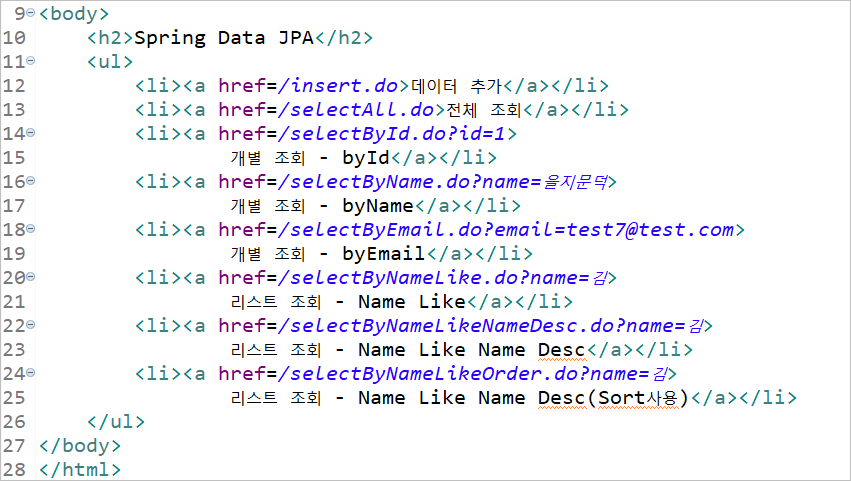 9 <body>
10 <h2>Spring Data JPA</h2>
11 <ul>
12 <li><a href=/insert.do>데이터 추가</a></li>
13 <li><a href=/selectAll.do>전체 조회</a></li>
14 <li><a href=/selectById.do?id=1>
15 개별 조회 - byId</a></li>
16 <li><a href=/selectByName.do?name=을지문덕>
17 개별 조회 - byName</a></li>
18 <li><a href=/selectByEmail.do?email=test7@test.com>
19 개별 조회 - byEmail</a></li>
20 <li><a href=/selectByNameLike.do?name=김>
21 리스트 조회 - Name Like</a></li>
22 <li><a href=/selectByNameLikeNameDesc.do?name=김>
23 리스트 조회 - Name Like Name Desc</a></li>
24 <li><a href=/selectByNameLikeOrder.do?name=김>
25 리스트 조회 - Name Like Name Desc(Sort사용)</a></li>
26 </ul>
27 </body>
28 </html>